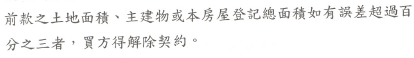 前款之土地面積、主建物或本房屋登記總面積如有誤差超過百
分之三者，買方得解除契約。